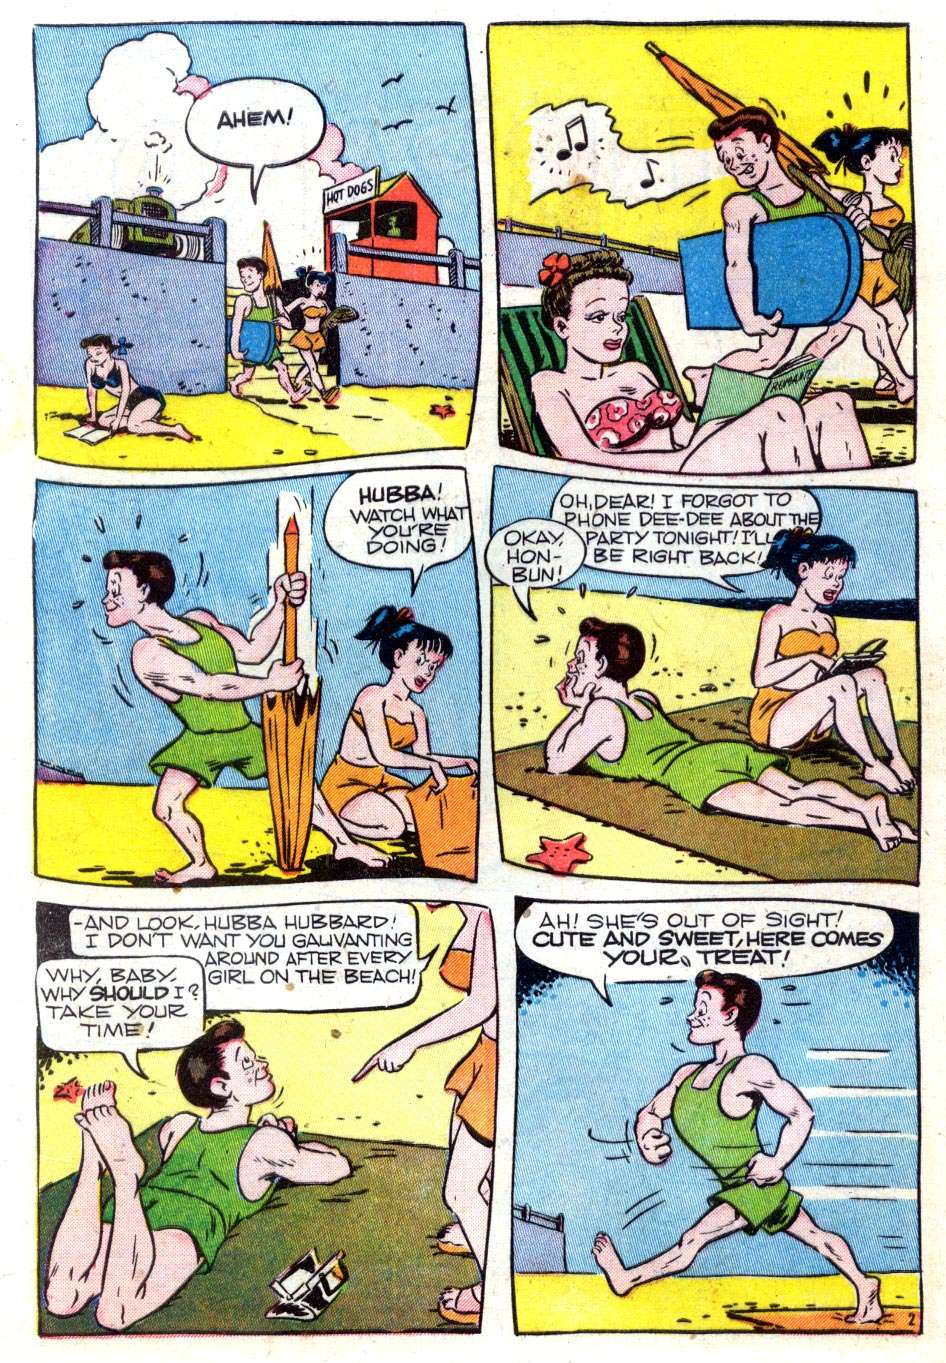 AHEM!
HOT DOGS
ROMANCE
HUBBA!
WATCH WHAT
YOU'RE
DOING!
OKAY,
HON-
BUN!
OH, DEAR! I FORGOT TO
PHONE DEE-DEE ABOUT THE
PARTY TONIGHT! I'LL
BE RIGHT BACK!
-AND LOOK, HUBBA HUBBARD!
I DON'T WANT YOU GALIVANTING
AROUND AFTER EVERY
GIRL ON THE BEACH!
WHY, BABY,
WHY SHOULD I?
TAKE YOUR
TIME!
AH! SHE'S OUT OF SIGHT!
CUTE AND SWEET, HERE COMES
YOUR TREAT!
2